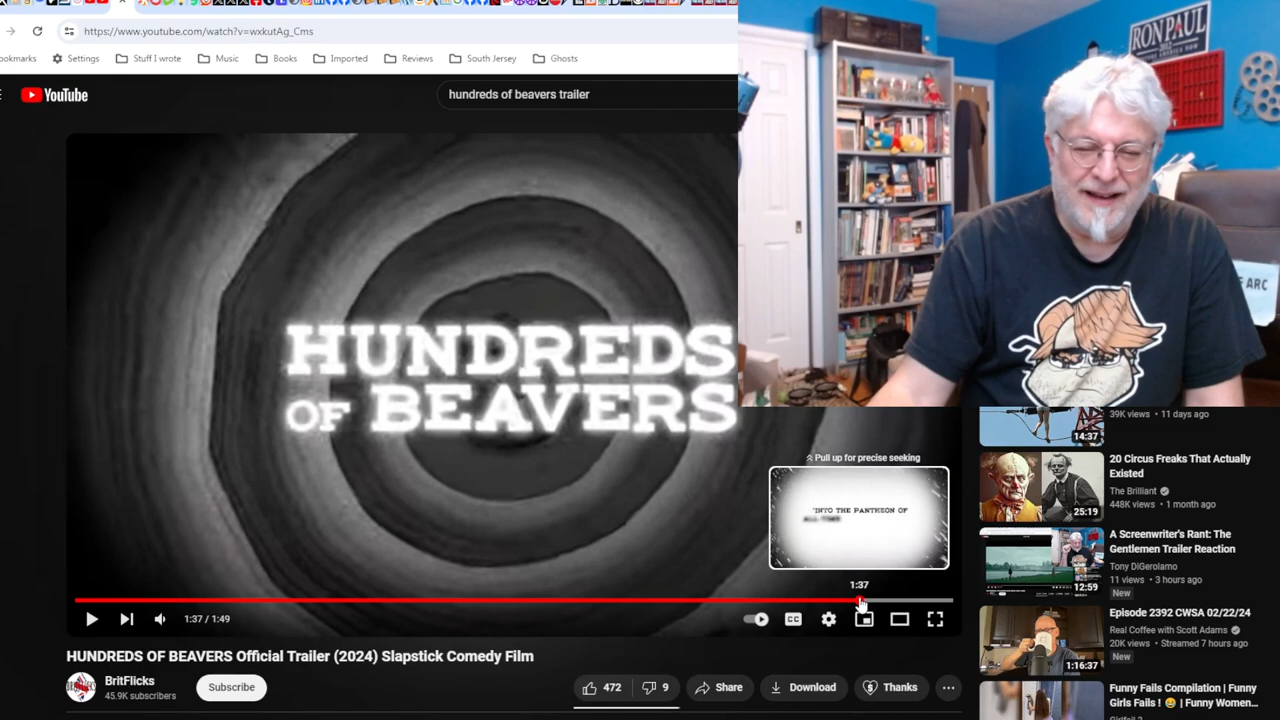 https://www.youtube.com/watch?v=wxkutAg_Cms
ookmarks
Settings
Stuff I wrote
Music
Books
Imported
Reviews
South Jersey
Ghosts
YouTube
hundreds of beavers trailer
RON PAUL
2012
HUNDREDS
OF BEAVERS
E ARC
Pull up for precise seeking
"INTO THE PANTHEON OF
ALL-TIME
1:37
1:37 / 1:49
CC
HUNDREDS OF BEAVERS Official Trailer (2024) Slapstick Comedy Film
BritFlicks
45.9K subscribers
Subscribe
472
9
Share
Download
Thanks
39K views • 11 days ago
14:37
20 Circus Freaks That Actually
Existed
The Brilliant
448K views • 1 month ago
25:19
A Screenwriter's Rant: The
Gentlemen Trailer Reaction
Tony DiGerolamo
11 views • 3 hours ago
New
12:59
Episode 2392 CWSA 02/22/24
Real Coffee with Scott Adams
20K views • Streamed 7 hours ago
New
1:16:37
Funny Fails Compilation | Funny
Girls Fails ! 😂 | Funny Women...